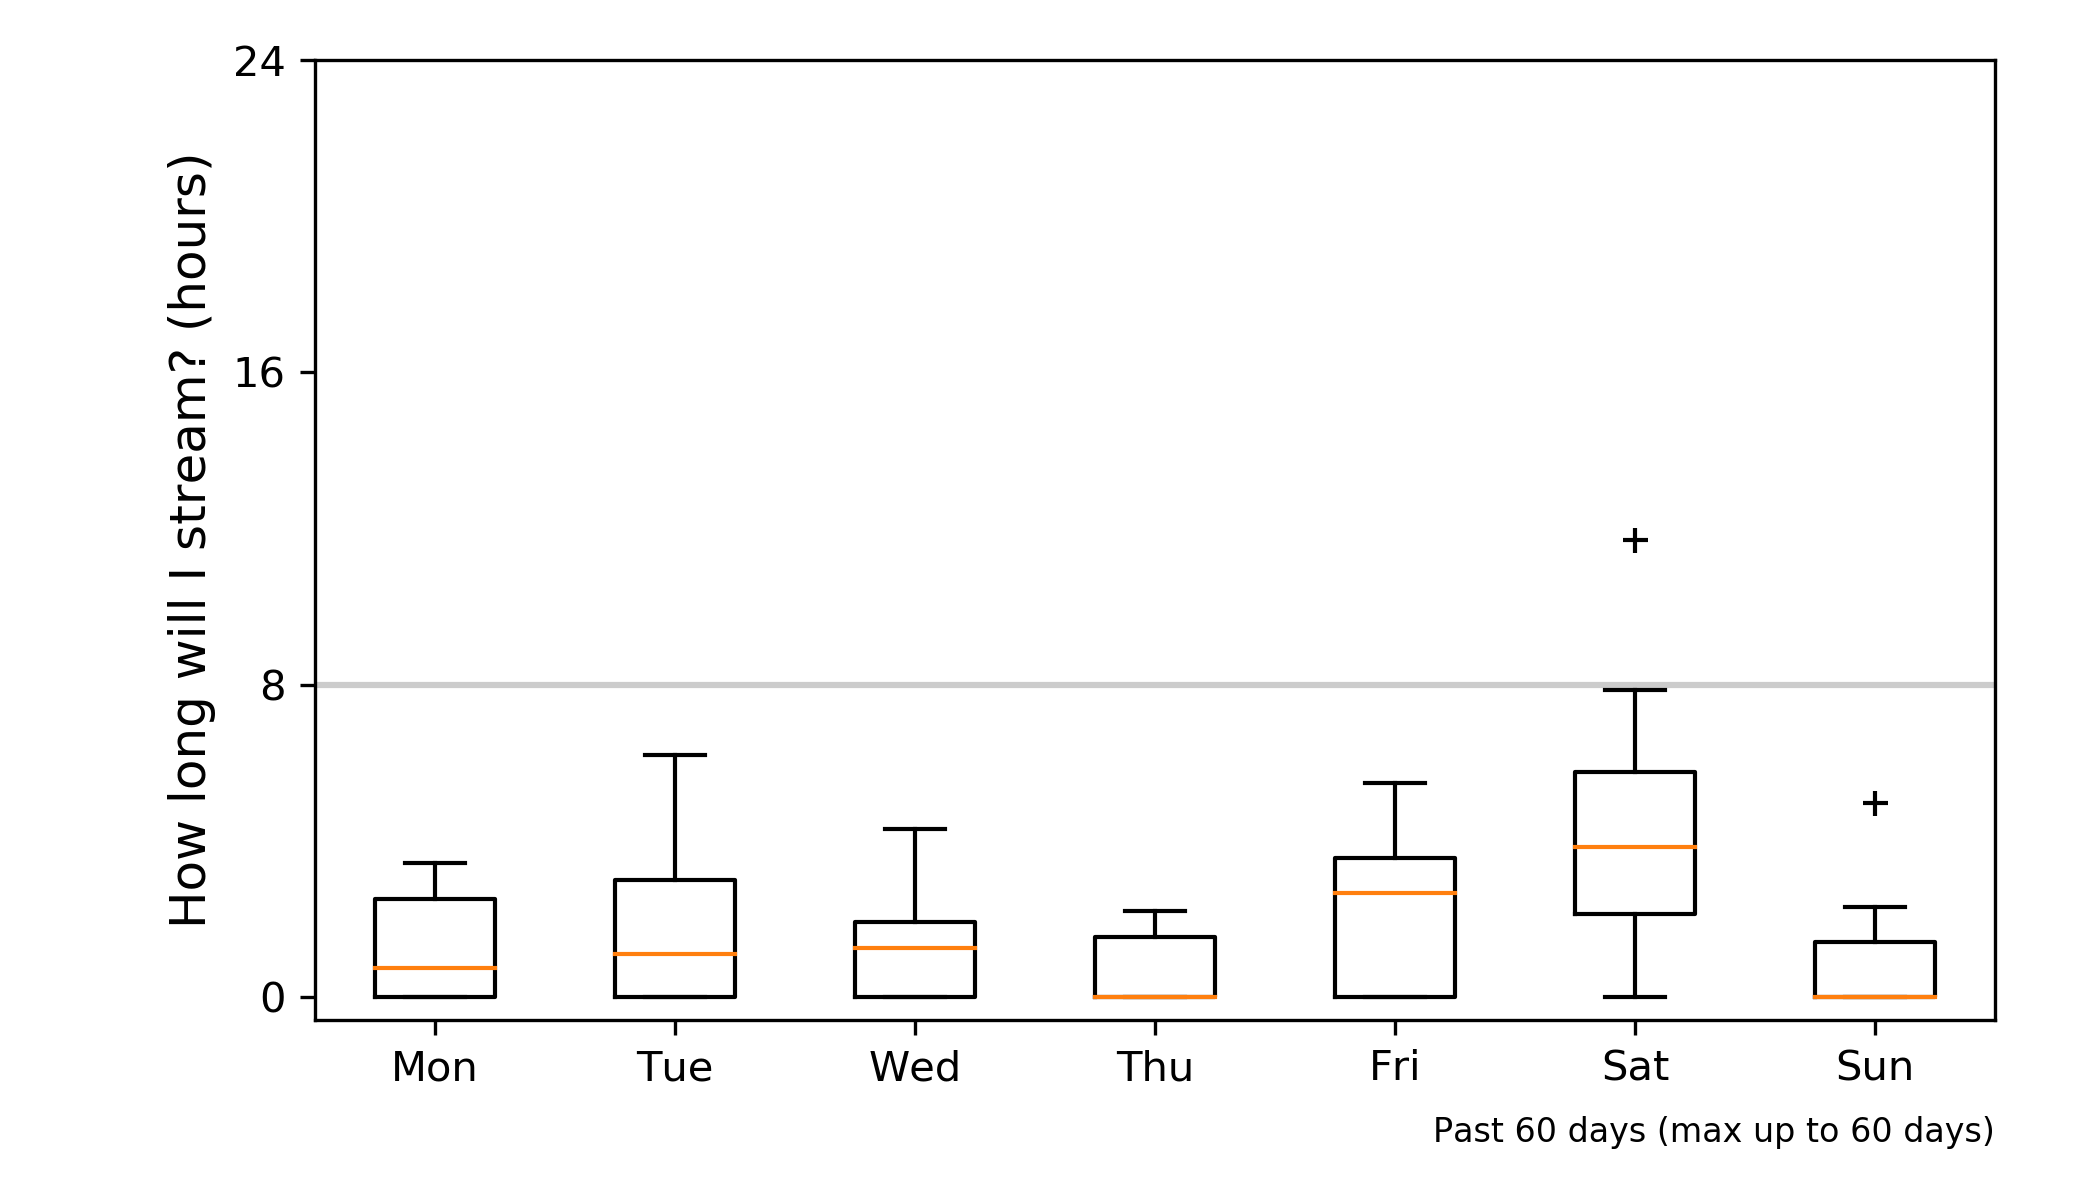 How long will I stream? (hours)
24
16
8
0
Mon Tue Wed Thu Fri Sat Sun
Past 60 days (max up to 60 days)